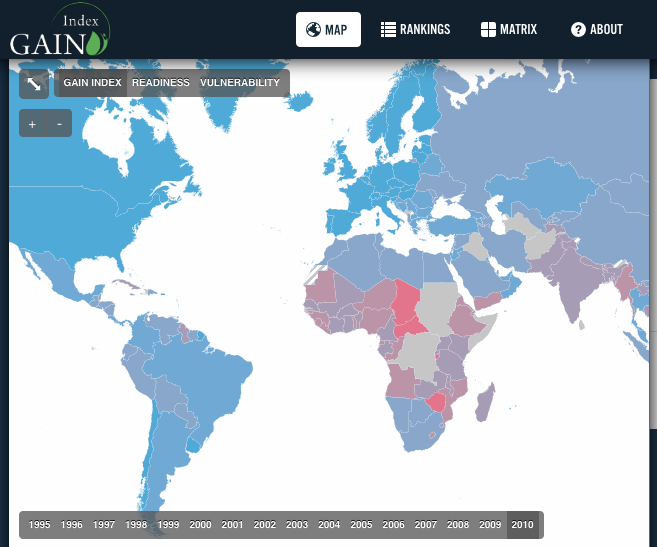 Index
GAIN
MAP
RANKINGS
MATRIX
ABOUT
GAIN INDEX READINESS VULNERABILITY
+ -
1995 1996 1997 1998 1999 2000 2001 2002 2003 2004 2005 2006 2007 2008 2009 2010